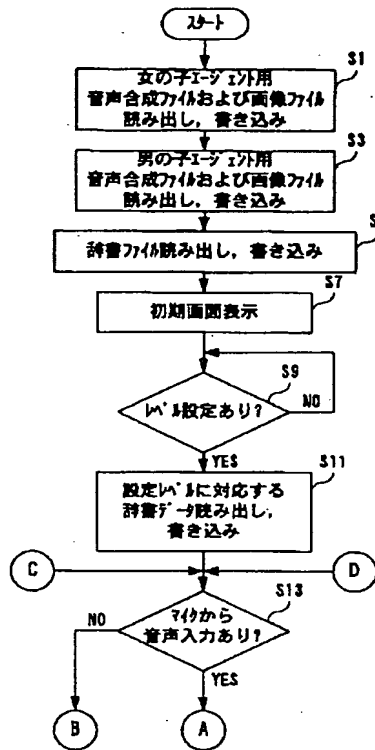 スタート
S1
女の子エージェント用
音声合成ファイルおよび画像ファイル
読み出し，書き込み
S3
男の子エージェント用
音声合成ファイルおよび画像ファイル
読み出し，書き込み
辞書ファイル読み出し，書き込み
S7
初期画面表示
S9
レベル設定あり？
NO
YES
S11
設定レベルに対応する
辞書データ読み出し，
書き込み
C
D
S13
マイクから
音声入力あり？
NO
YES
B
A